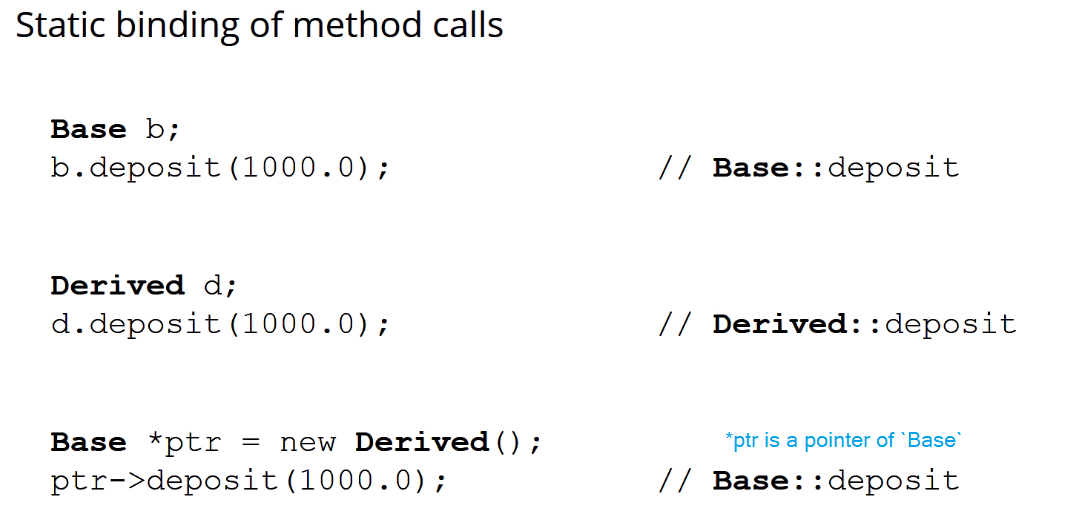 Static binding of method calls
Base b;
b.deposit(1000.0); // Base::deposit
Derived d;
d.deposit(1000.0); // Derived::deposit
Base *ptr = new Derived(); *ptr is a pointer of `Base`
ptr->deposit(1000.0); // Base::deposit